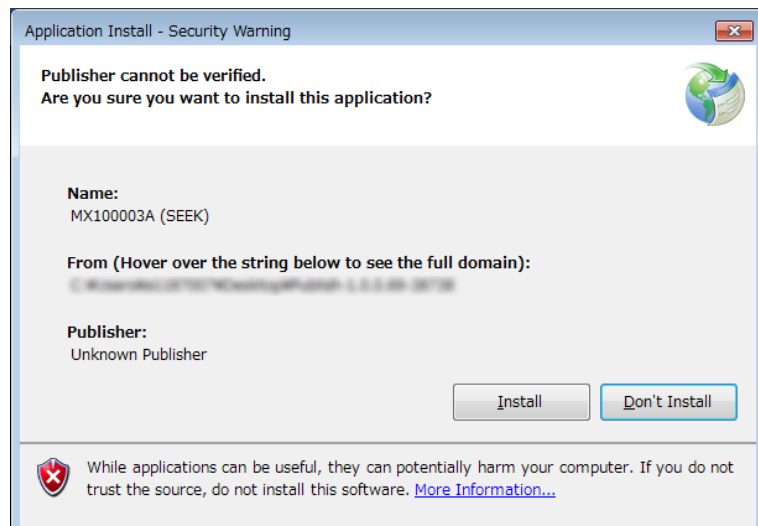 Application Install - Security Warning
Publisher cannot be verified.
Are you sure you want to install this application?
Name:
MX100003A (SEEK)
From (Hover over the string below to see the full domain):
Publisher:
Unknown Publisher
Install
Don't Install
While applications can be useful, they can potentially harm your computer. If you do not
trust the source, do not install this software. More Information...